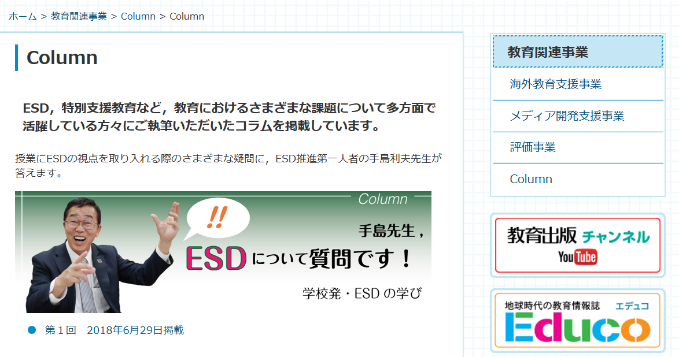 ホーム > 教育関連事業 > Column > Column
Column
ESD，特別支援教育など，教育におけるさまざまな課題について多方面で
活躍している方々にご執筆いただいたコラムを掲載しています。
授業にESDの視点を取り入れる際のさまざまな疑問に，ESD推進第一人者の手島利夫先生が
答えます。
Column
!!
手島先生，
ESDについて質問です！
学校発・ESDの学び
第１回　2018年6月29日掲載
教育関連事業
海外教育支援事業
メディア開発支援事業
評価事業
Column
教育出版 チャンネル
YouTube
地球時代の教育情報誌 エデュコ
Educo